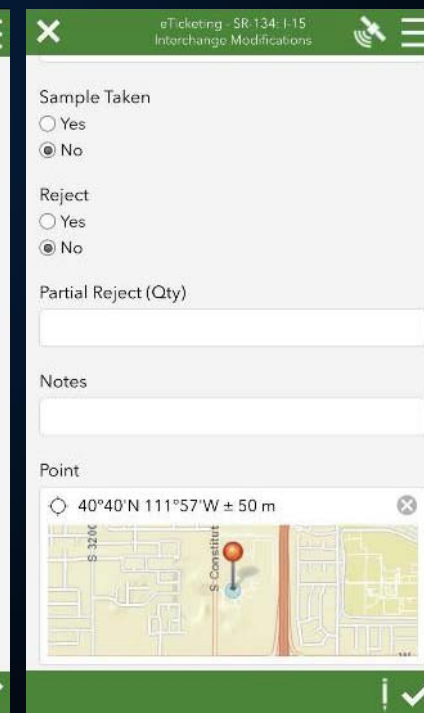 eTicketing - SR-134: I-15
Interchange Modifications
Sample Taken
Yes
No
Reject
Yes
No
Partial Reject (Qty)
Notes
Point
40°40'N 111°57'W ± 50 m
S 3200
S Constitut